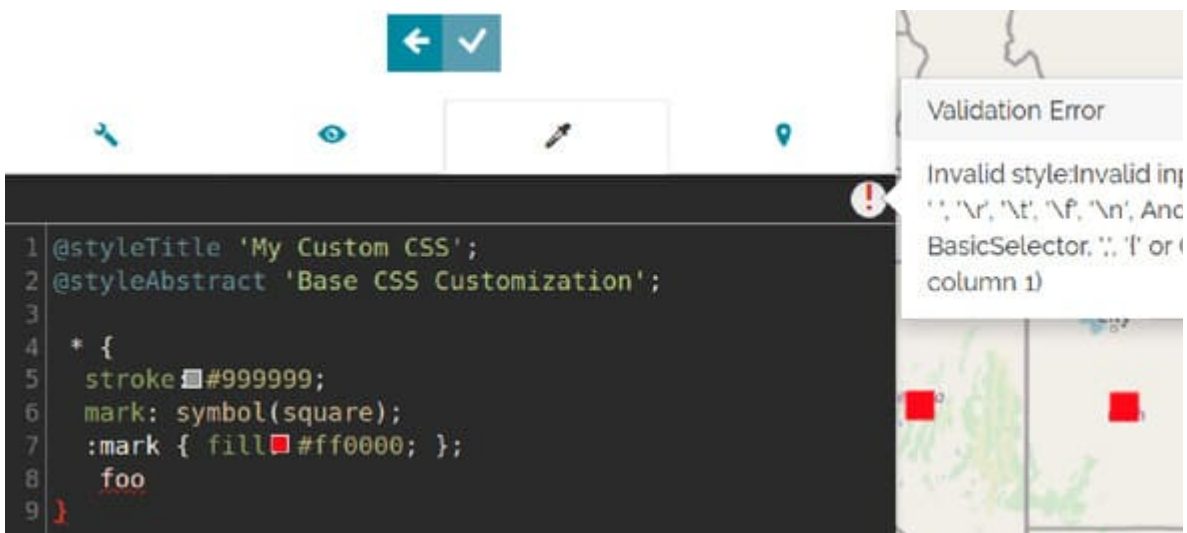 Validation Error
Invalid style:Invalid inp
' ', '\r', '\t', '\f', '\n', And
BasicSelector, ',', '{' or
column 1)
1 @styleTitle 'My Custom CSS';
2 @styleAbstract 'Base CSS Customization';
3
4 * {
5 stroke: #999999;
6 mark: symbol(square);
7 :mark { fill: #ff0000; };
8 foo
9 }